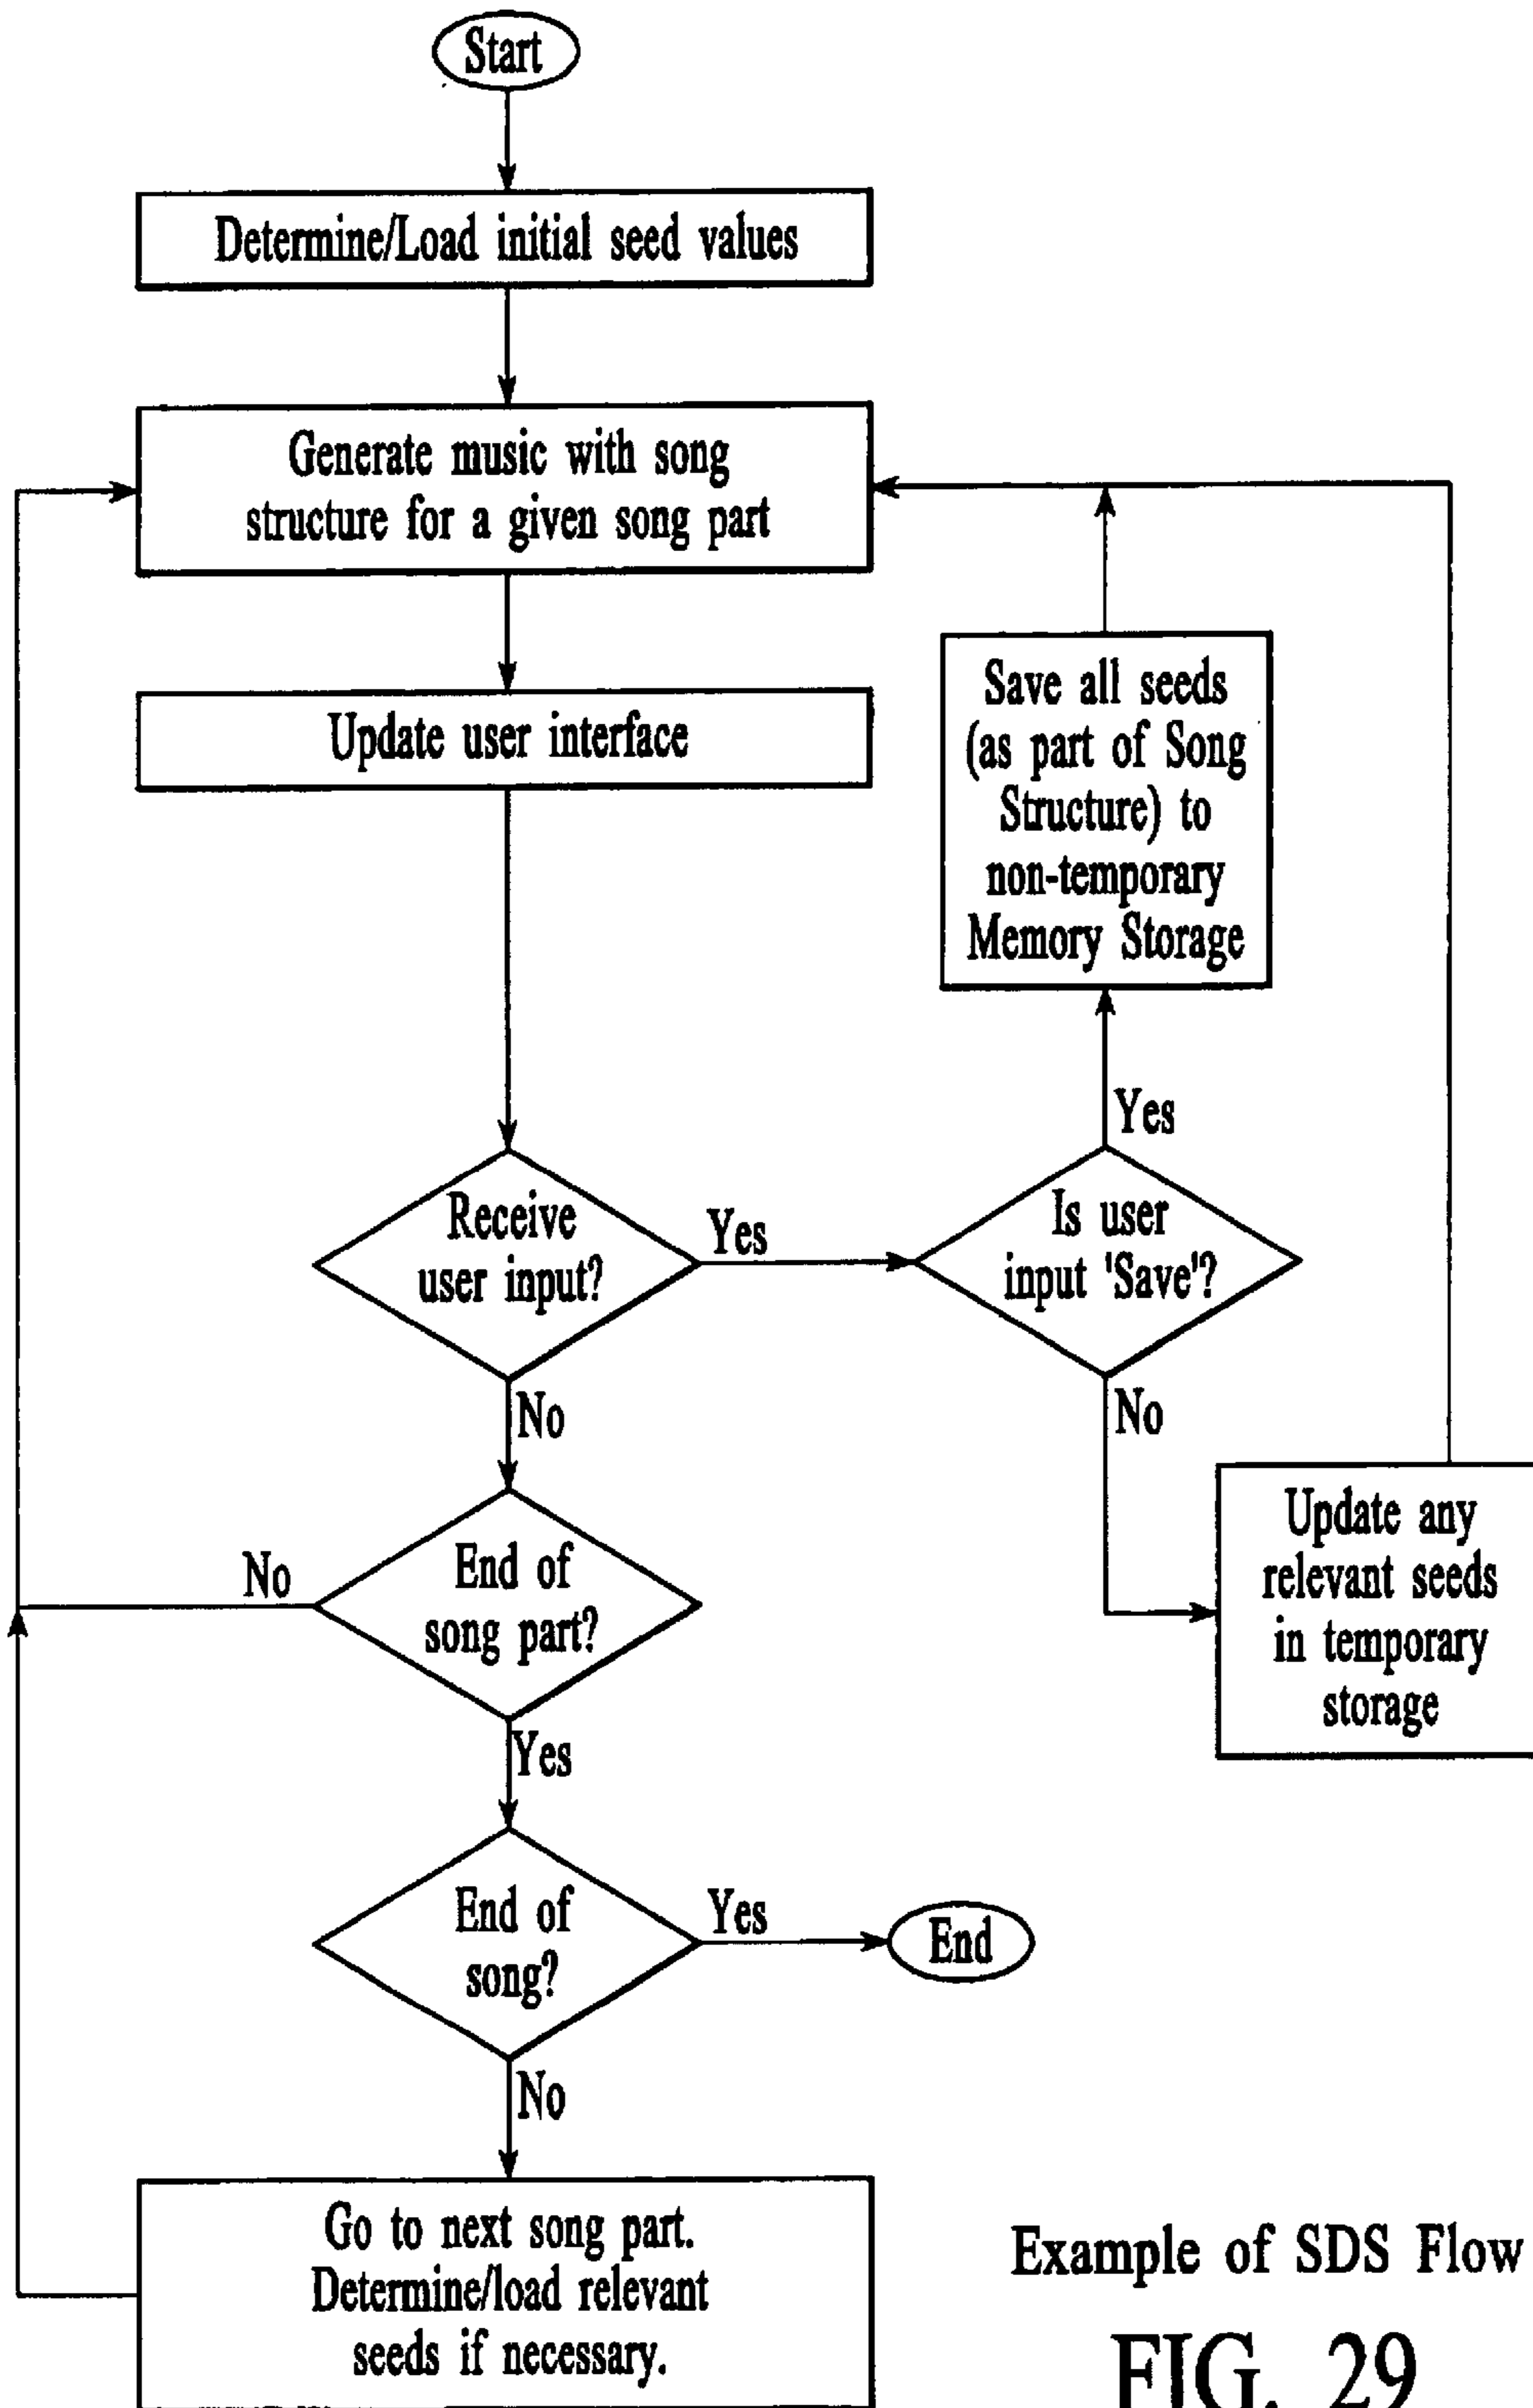 Start
Determine/Load initial seed values
Generate music with song
structure for a given song part
Update user interface
Save all seeds
(as part of Song
Structure) to
non-temporary
Memory Storage
Yes
Receive
user input?
Yes
Is user
input 'Save'?
No
No
Update any
relevant seeds
in temporary
storage
End of
song part?
No
Yes
End of
song?
Yes
End
No
Go to next song part.
Determine/load relevant
seeds if necessary.
Example of SDS Flow
FIG. 29